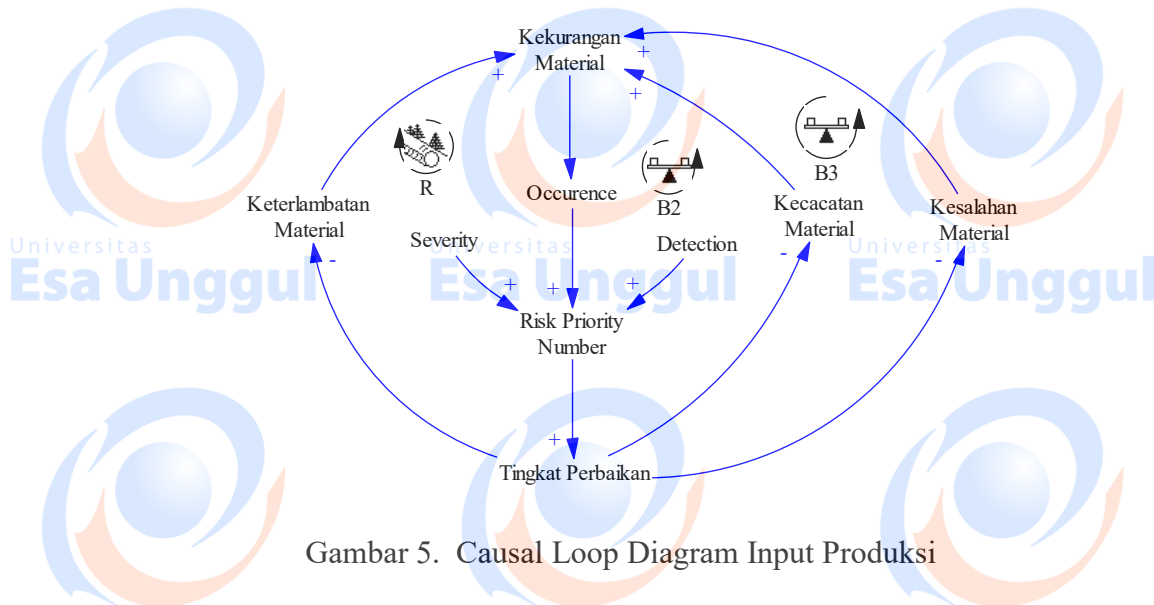 Kekurangan
Material
+
+
+
+
R
B2
B3
Keterlambatan
Material
Occurence
Kecacatan
Material
Kesalahan
Material
Severity
Detection
-
-
-
+
+
+
Risk Priority
Number
+
Tingkat Perbaikan
Universitas
Esa Unggul
Universitas
Esa Unggul
Universitas
Esa Unggul
Gambar 5. Causal Loop Diagram Input Produksi